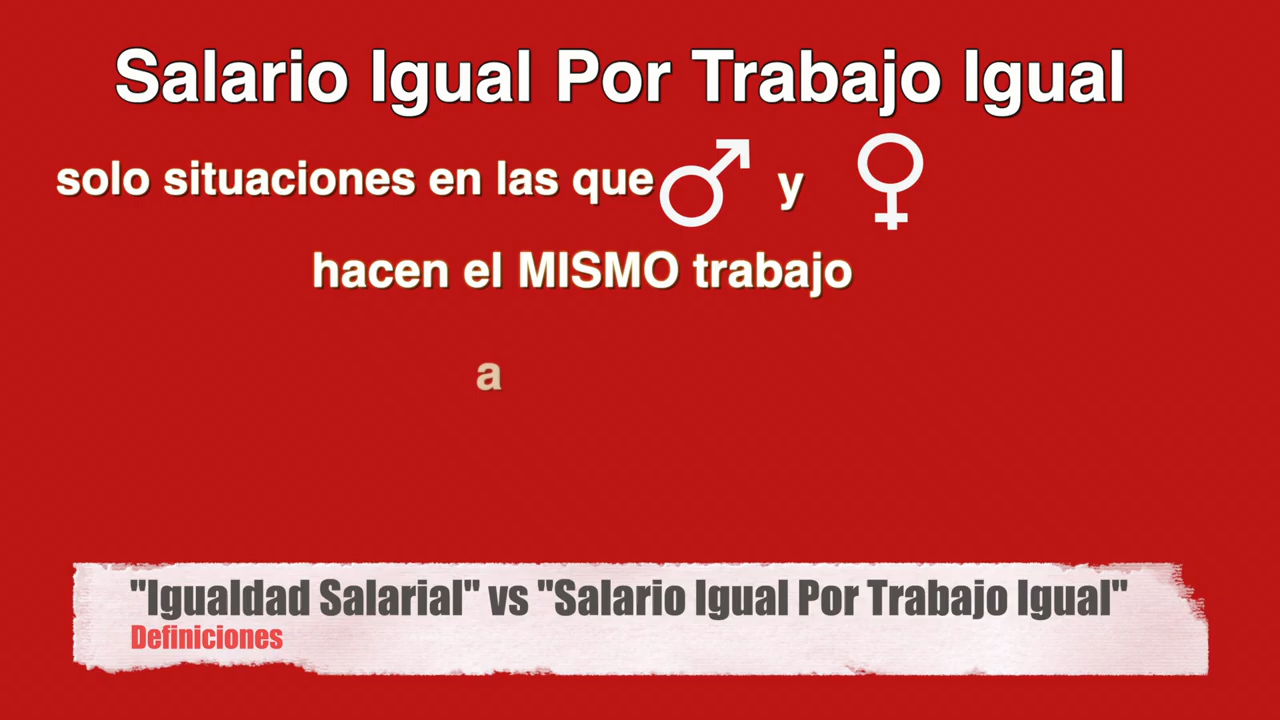 Salario Igual Por Trabajo Igual
solo situaciones en las que ♂ y ♀
hacen el MISMO trabajo
a
"Igualdad Salarial" vs "Salario Igual Por Trabajo Igual"
Definiciones